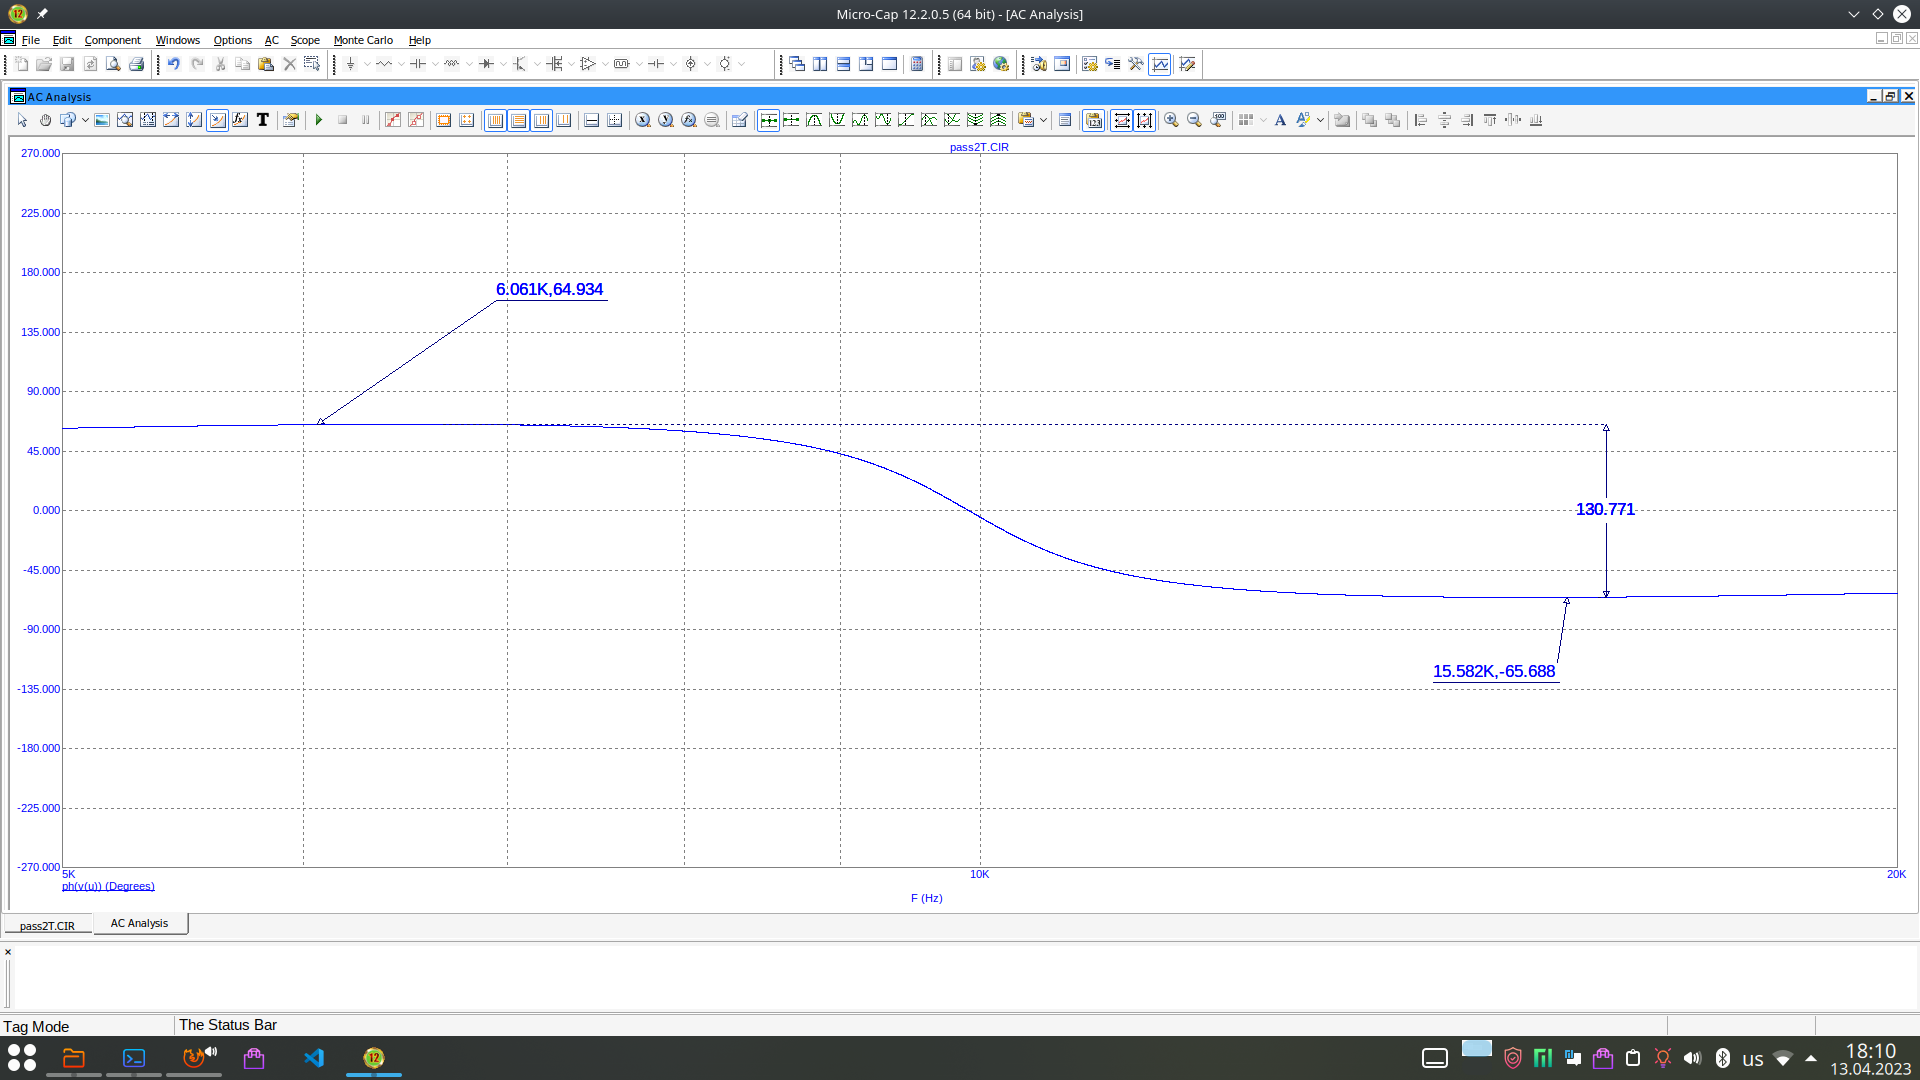 Micro-Cap 12.2.0.5 (64 bit) - [AC Analysis]
File Edit Component Windows Options AC Scope Monte Carlo Help
AC Analysis
pass2T.CIR
270.000
225.000
180.000
6.061K,64.934
135.000
90.000
45.000
0.000
130.771
-45.000
-90.000
15.582K,-65.688
-135.000
-180.000
-225.000
-270.000
5K 10K 20K
ph(v(u)) (Degrees)
F (Hz)
pass2T.CIR AC Analysis
Tag Mode The Status Bar
12 us 18:10
13.04.2023